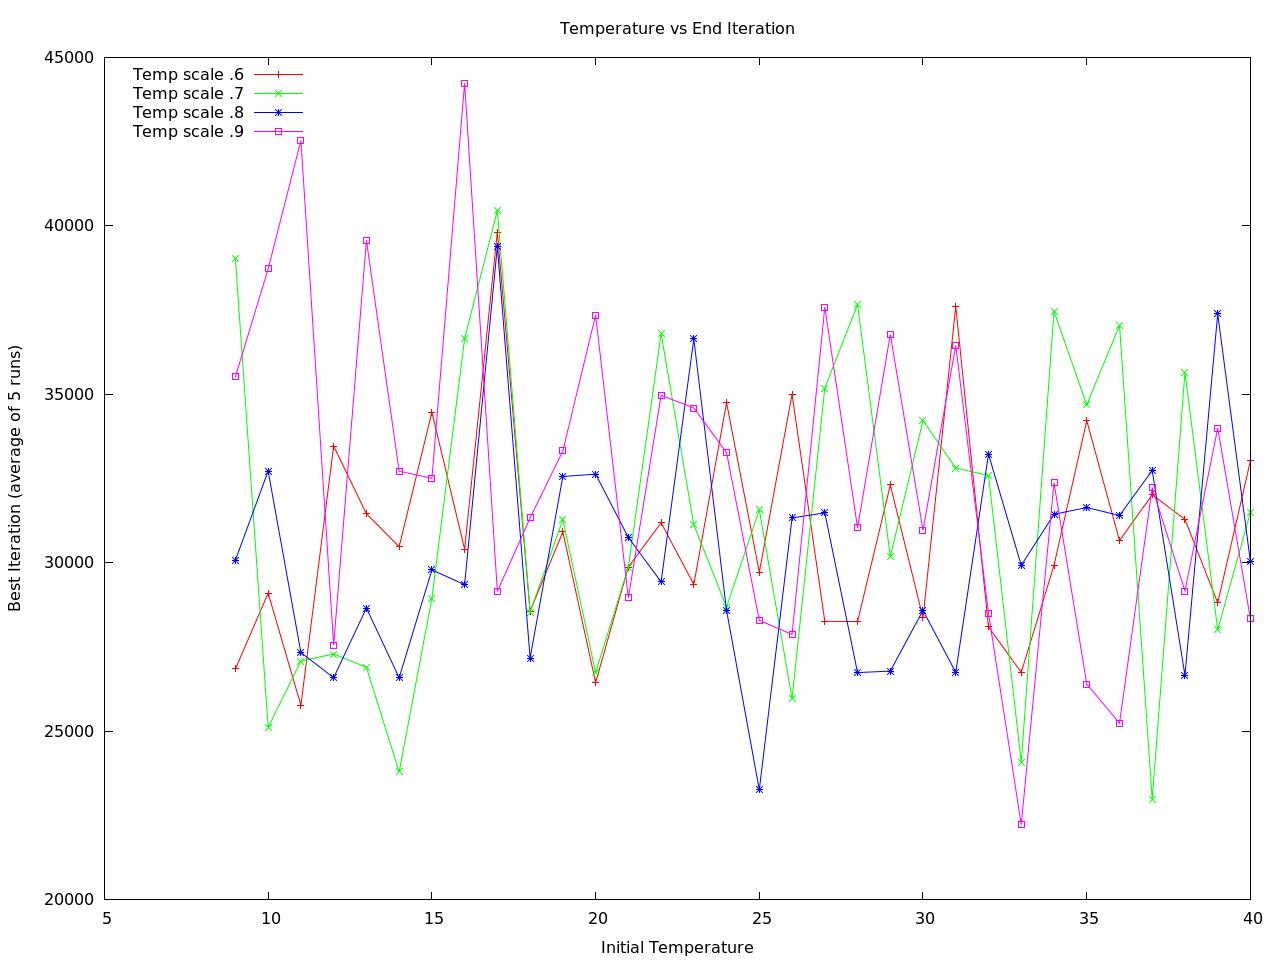 Temperature vs End Iteration
45000
40000
35000
30000
25000
20000
Temp scale .6
Temp scale .7
Temp scale .8
Temp scale .9
Best Iteration (average of 5 runs)
5 10 15 20 25 30 35 40
Initial Temperature